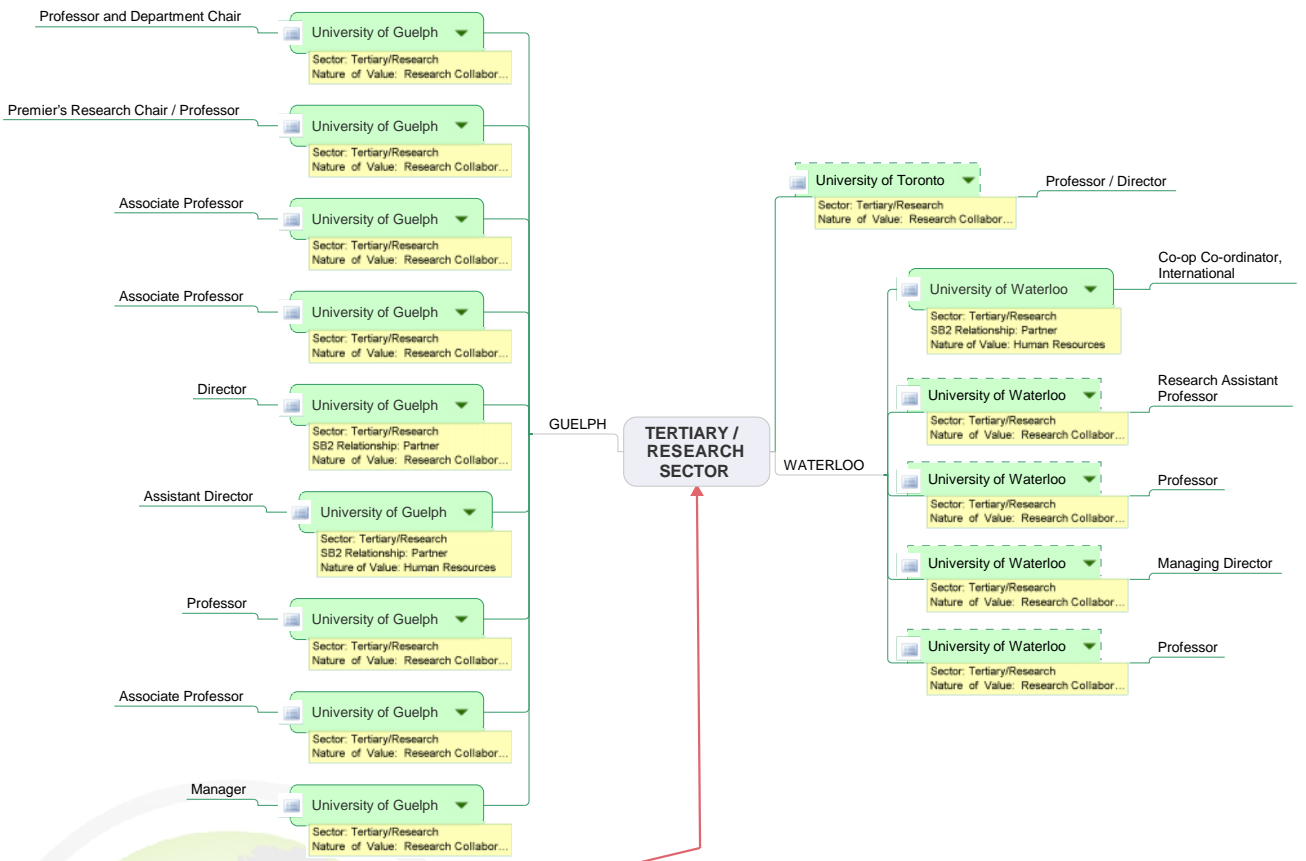 Professor and Department Chair
University of Guelph
Sector: Tertiary/Research
Nature of Value: Research Collabor...
Premier's Research Chair / Professor
University of Guelph
Sector: Tertiary/Research
Nature of Value: Research Collabor...
Associate Professor
University of Guelph
Sector: Tertiary/Research
Nature of Value: Research Collabor...
Associate Professor
University of Guelph
Sector: Tertiary/Research
Nature of Value: Research Collabor...
Director
University of Guelph
Sector: Tertiary/Research
SB2 Relationship: Partner
Nature of Value: Research Collabor...
Assistant Director
University of Guelph
Sector: Tertiary/Research
SB2 Relationship: Partner
Nature of Value: Human Resources
Professor
University of Guelph
Sector: Tertiary/Research
Nature of Value: Research Collabor...
Associate Professor
University of Guelph
Sector: Tertiary/Research
Nature of Value: Research Collabor...
Manager
University of Guelph
Sector: Tertiary/Research
Nature of Value: Research Collabor...
GUELPH
TERTIARY /
RESEARCH
SECTOR
WATERLOO
University of Toronto
Professor / Director
Sector: Tertiary/Research
Nature of Value: Research Collabor...
Co-op Co-ordinator,
International
University of Waterloo
Sector: Tertiary/Research
SB2 Relationship: Partner
Nature of Value: Human Resources
Research Assistant
Professor
University of Waterloo
Sector: Tertiary/Research
Nature of Value: Research Collabor...
University of Waterloo
Professor
Sector: Tertiary/Research
Nature of Value: Research Collabor...
University of Waterloo
Managing Director
Sector: Tertiary/Research
Nature of Value: Research Collabor...
University of Waterloo
Professor
Sector: Tertiary/Research
Nature of Value: Research Collabor...